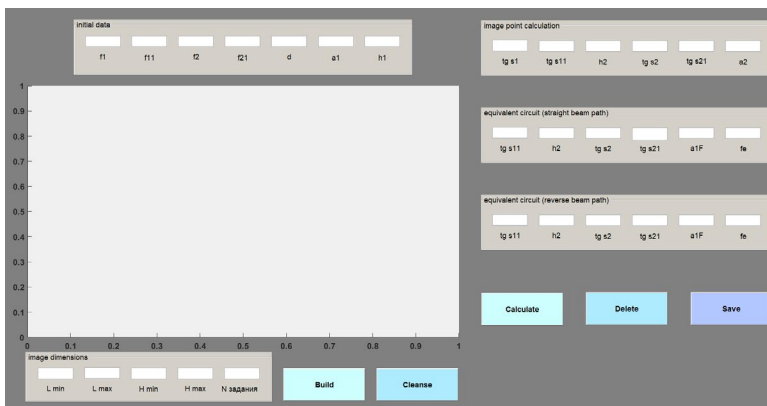 initial data
f1 f11 f2 f21 d a1 h1
image point calculation
tg s1 tg s11 h2 tg s2 tg s21 a2
1
0.9
0.8
0.7
0.6
0.5
0.4
0.3
0.2
0.1
0
0 0.1 0.2 0.3 0.4 0.5 0.6 0.7 0.8 0.9 1
equivalent circuit (straight beam path)
tg s11 h2 tg s2 tg s21 a1F fe
equivalent circuit (reverse beam path)
tg s11 h2 tg s2 tg s21 a1F fe
Calculate Delete Save
image dimensions
L min L max H min H max N задания
Build Cleanse